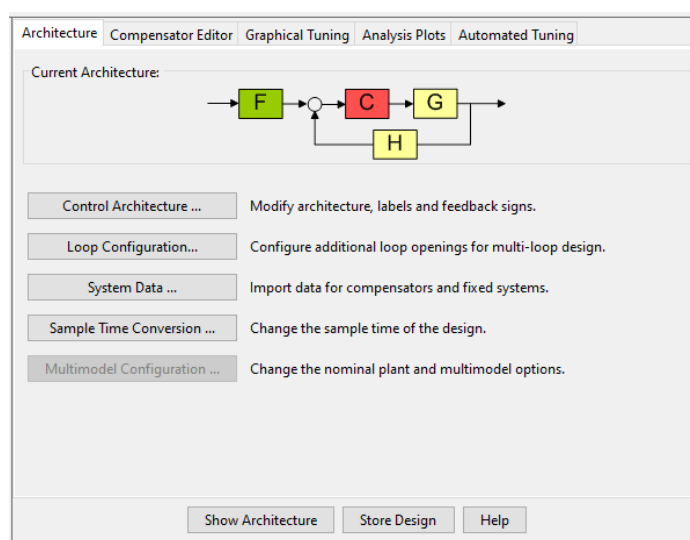 Architecture Compensator Editor Graphical Tuning Analysis Plots Automated Tuning
Current Architecture:
F C G
H
Control Architecture ... Modify architecture, labels and feedback signs.
Loop Configuration... Configure additional loop openings for multi-loop design.
System Data ... Import data for compensators and fixed systems.
Sample Time Conversion ... Change the sample time of the design.
Multimodel Configuration ... Change the nominal plant and multimodel options.
Show Architecture Store Design Help